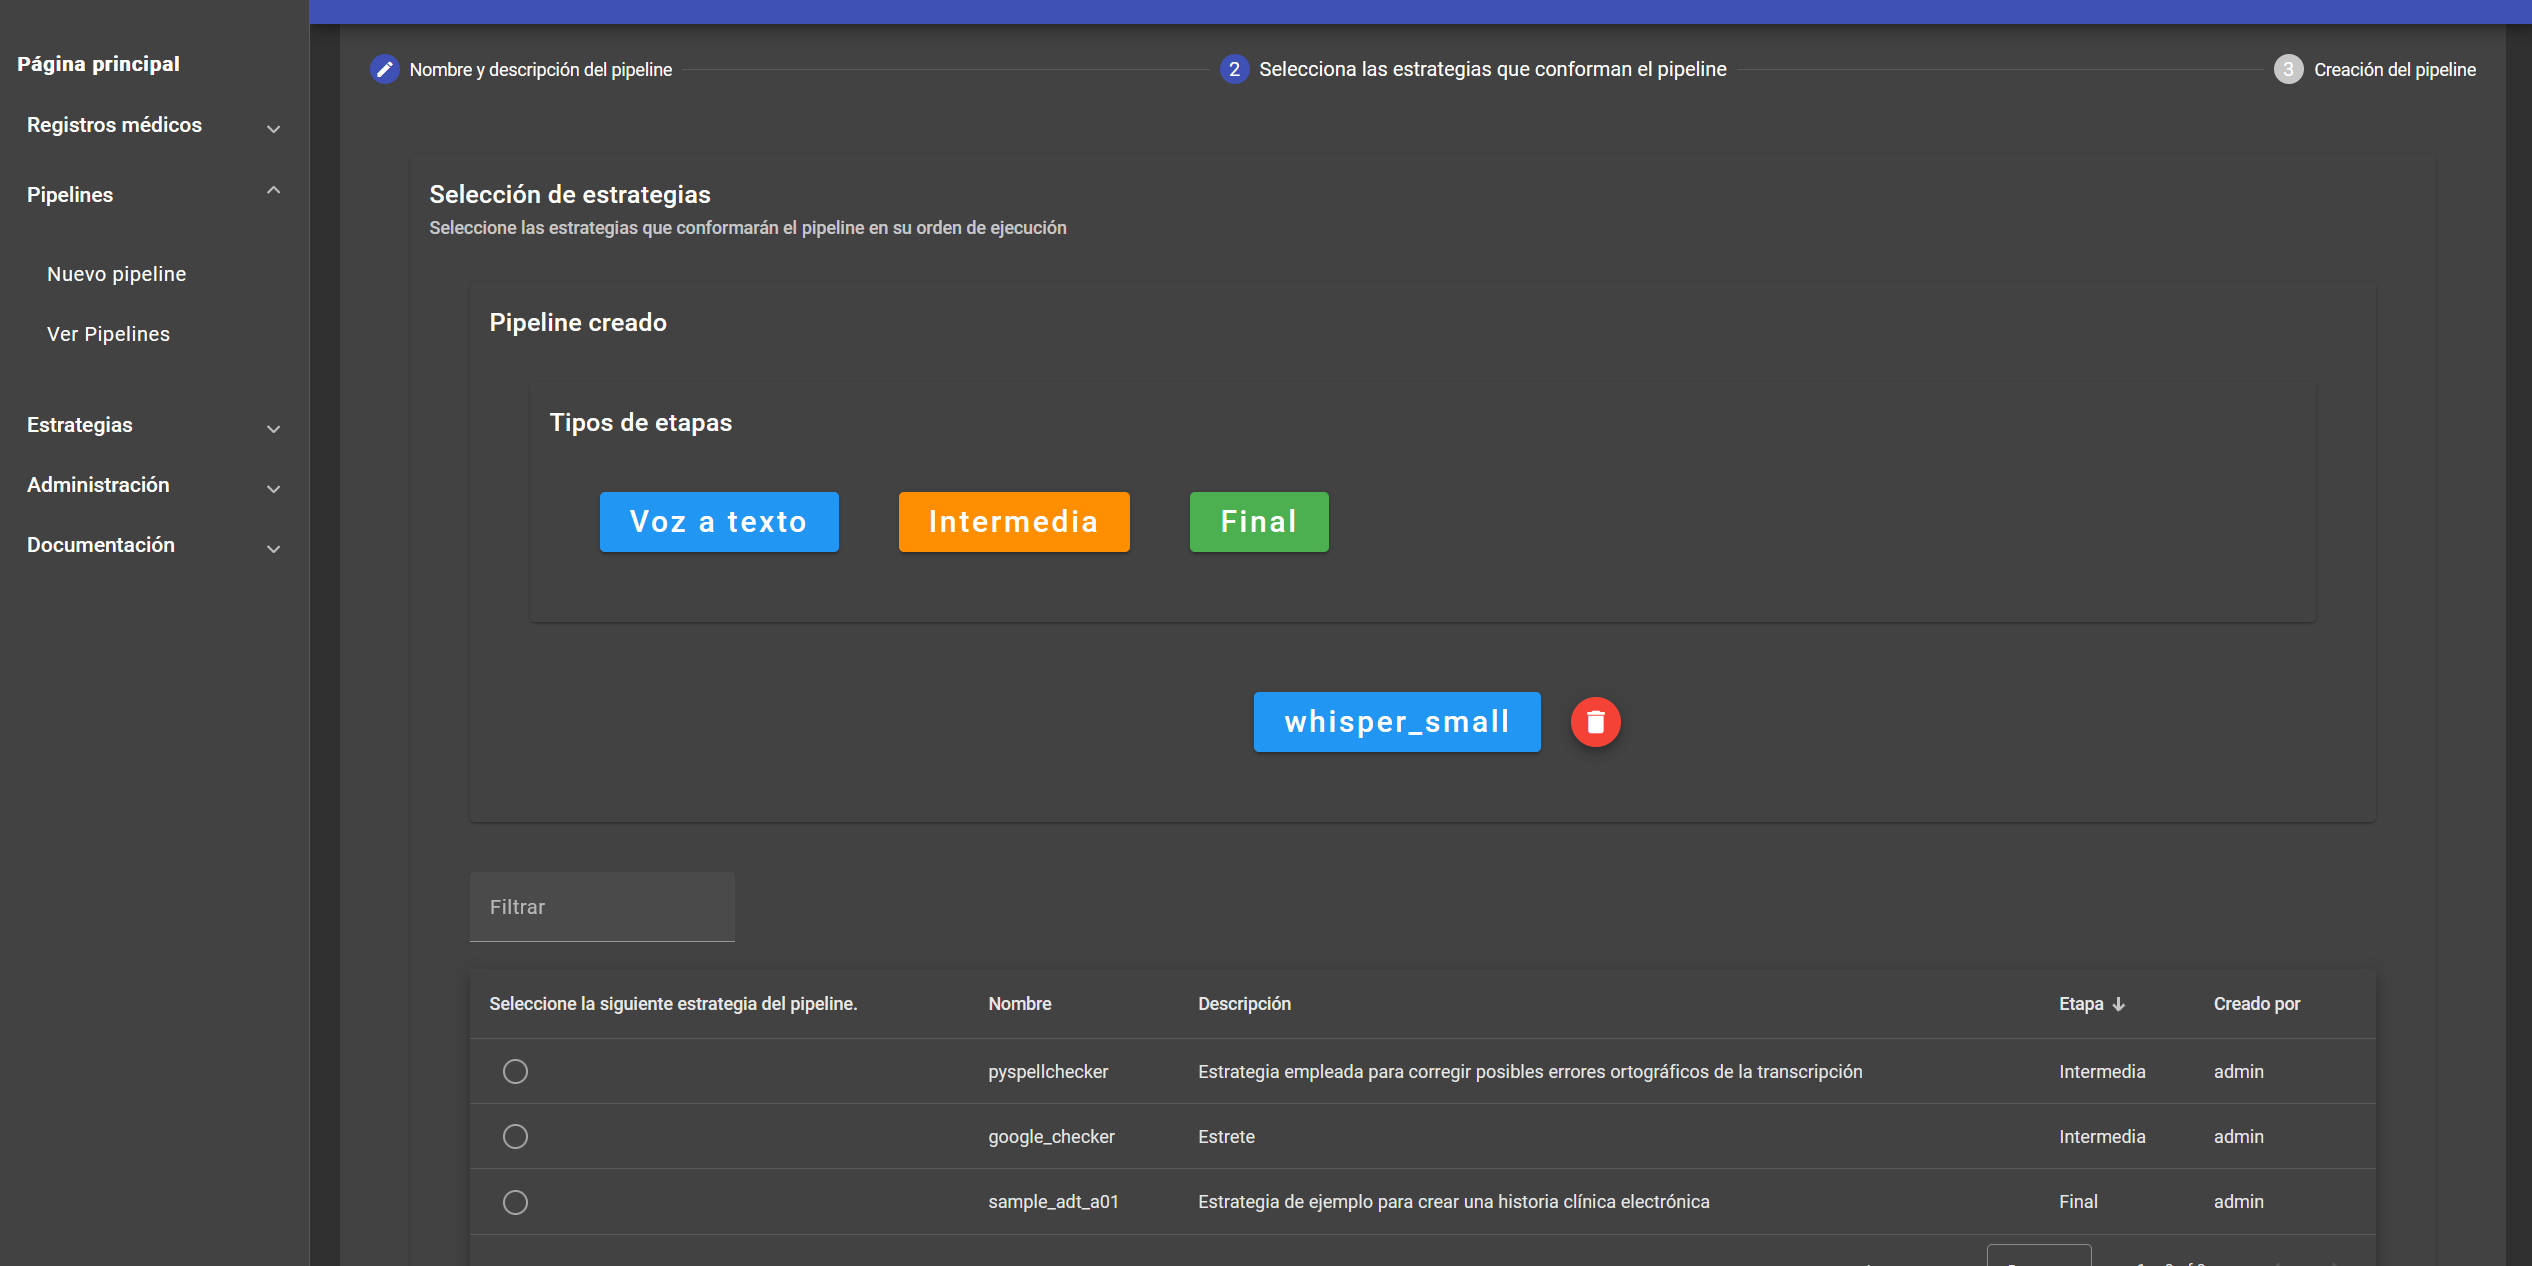 Página principal
Registros médicos
Pipelines
Nuevo pipeline
Ver Pipelines
Estrategias
Administración
Documentación
Nombre y descripción del pipeline
2 Selecciona las estrategias que conforman el pipeline
3 Creación del pipeline
Selección de estrategias
Seleccione las estrategias que conformarán el pipeline en su orden de ejecución
Pipeline creado
Tipos de etapas
Voz a texto Intermedia Final
whisper_small
Filtrar
Seleccione la siguiente estrategia del pipeline. Nombre Descripción Etapa Creado por
pyspellchecker Estrategia empleada para corregir posibles errores ortográficos de la transcripción Intermedia admin
google_checker Estrete Intermedia admin
sample_adt_a01 Estrategia de ejemplo para crear una historia clínica electrónica Final admin